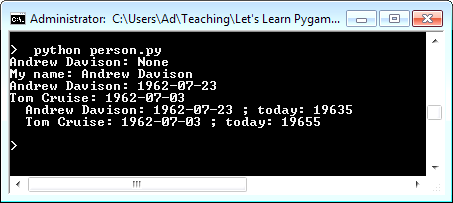 Administrator: C:\Users\Ad\Teaching\Let's Learn Pygam...
> python person.py
Andrew Davison: None
My name: Andrew Davison
Andrew Davison: 1962-07-23
Tom Cruise: 1962-07-03
Andrew Davison: 1962-07-23 ; today: 19635
Tom Cruise: 1962-07-03 ; today: 19655
>